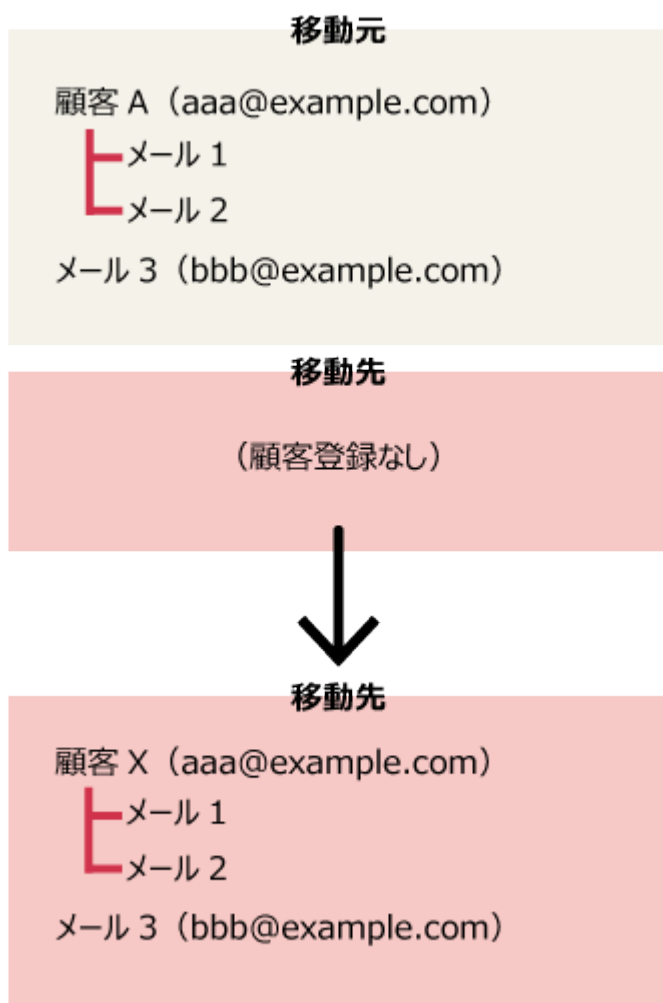 移動元
顧客 A（aaa@example.com）
メール 1
メール 2
メール 3（bbb@example.com）
移動先
（顧客登録なし）
移動先
顧客 X（aaa@example.com）
メール 1
メール 2
メール 3（bbb@example.com）